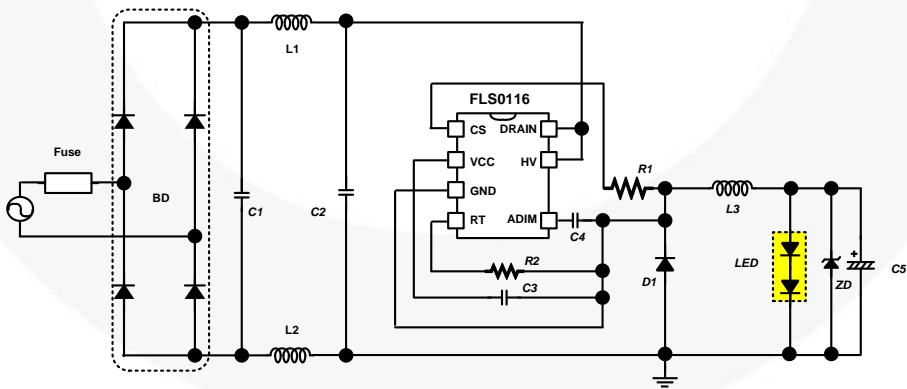 L1
FLS0116
CS DRAIN
VCC HV
GND
RT ADIM
Fuse
BD
C1
C2
R1
L3
C4
R2
C3
D1
LED
ZD
+
C5
L2